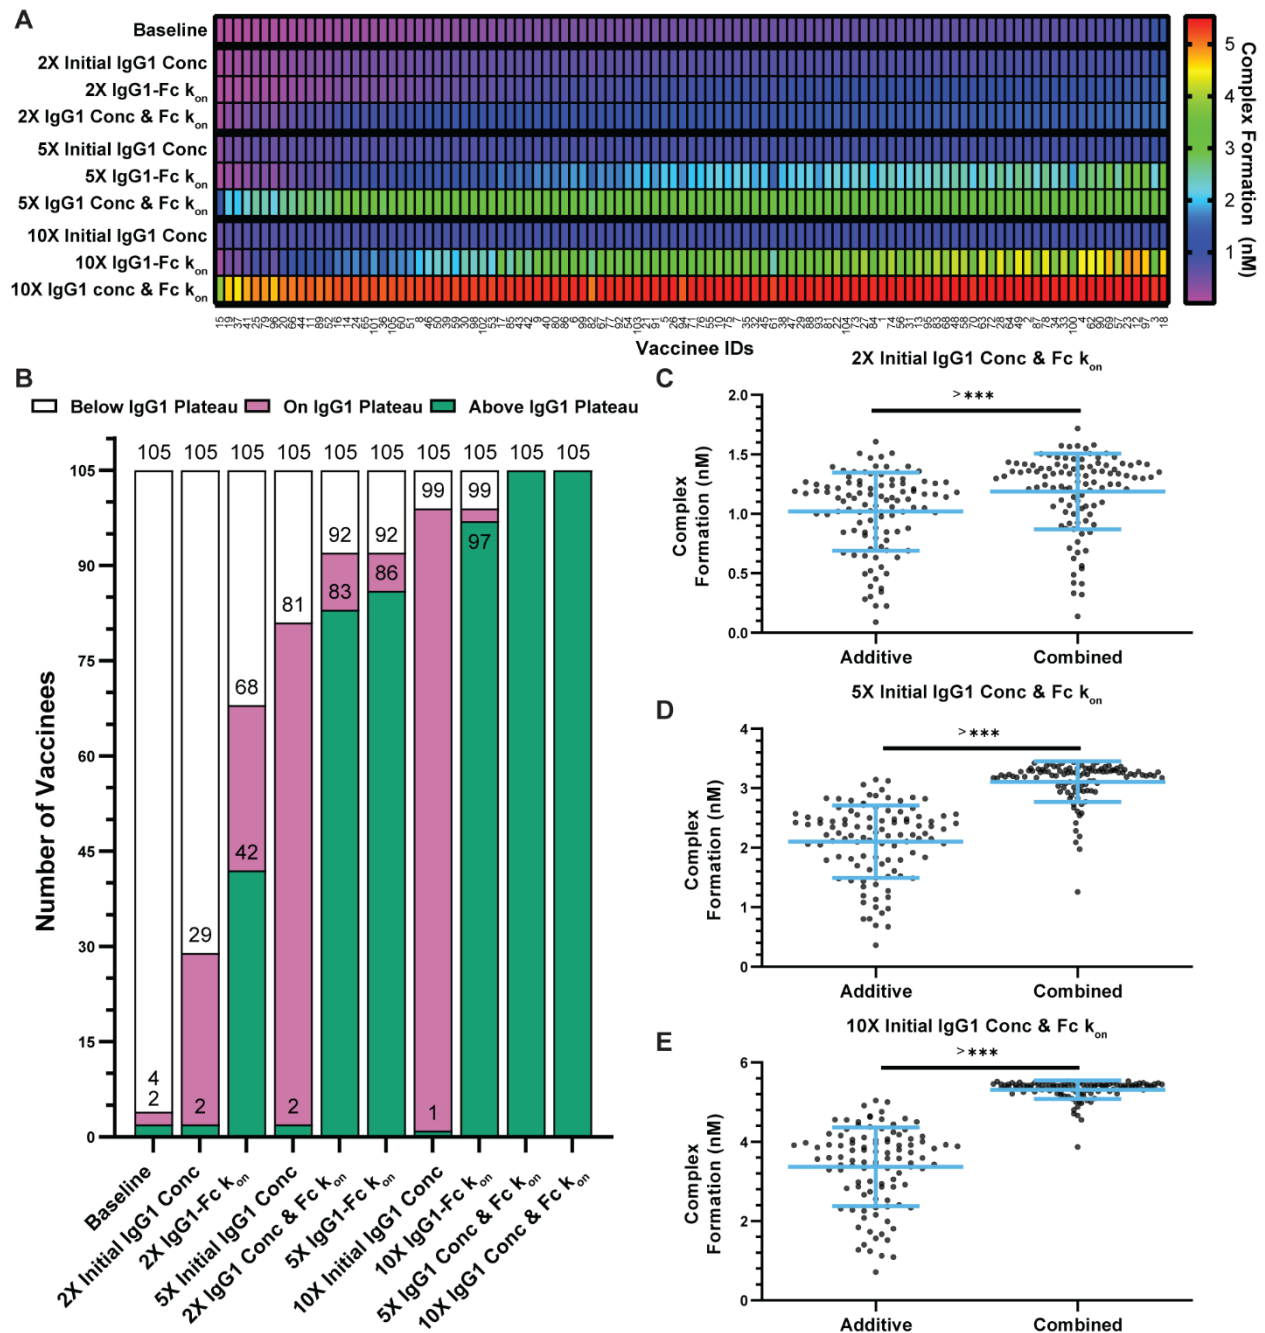 A
Baseline
2X Initial IgG1 Conc
2X IgG1-Fc kon
2X IgG1 Conc & Fc kon
5X Initial IgG1 Conc
5X IgG1-Fc kon
5X IgG1 Conc & Fc kon
10X Initial IgG1 Conc
10X IgG1-Fc kon
10X IgG1 conc & Fc kon
5
4
3
2
1
Complex Formation (nM)
Vaccinee IDs
B
Below IgG1 Plateau
On IgG1 Plateau
Above IgG1 Plateau
Number of Vaccinees
105
90
75
60
45
30
15
0
105 105 105 105 105 105 105 105 105 105
4
2
29
2
68
42
81
2
92
83
92
86
99
1
99
97
Baseline
2X Initial IgG1 Conc
2X IgG1-Fc kon
5X Initial IgG1 Conc
2X IgG1 Conc & Fc kon
5X IgG1-Fc kon
10X Initial IgG1 Conc
10X IgG1-Fc kon
5X IgG1 Conc & Fc kon
10X IgG1 Conc & Fc kon
C
2X Initial IgG1 Conc & Fc kon
> ***
Complex
Formation (nM)
2.0
1.5
1.0
0.5
0.0
Additive
Combined
D
5X Initial IgG1 Conc & Fc kon
> ***
Complex
Formation (nM)
4
3
2
1
0
Additive
Combined
E
10X Initial IgG1 Conc & Fc kon
> ***
Complex
Formation (nM)
6
4
2
0
Additive
Combined